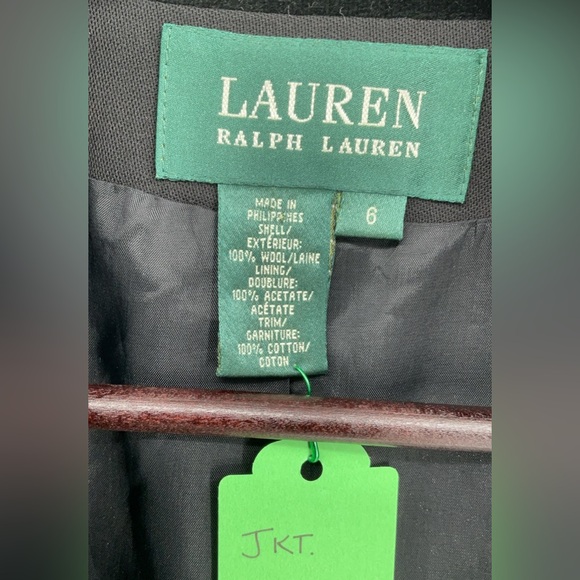 LAUREN
RALPH LAUREN
6
MADE IN
PHILIPPINES
SHELL/
EXTÉRIEUR:
100% WOOL/LAINE
LINING/
DOUBLURE:
100% ACETATE/
ACÉTATE
TRIM/
GARNITURE:
100% COTTON/
COTON
JKT.